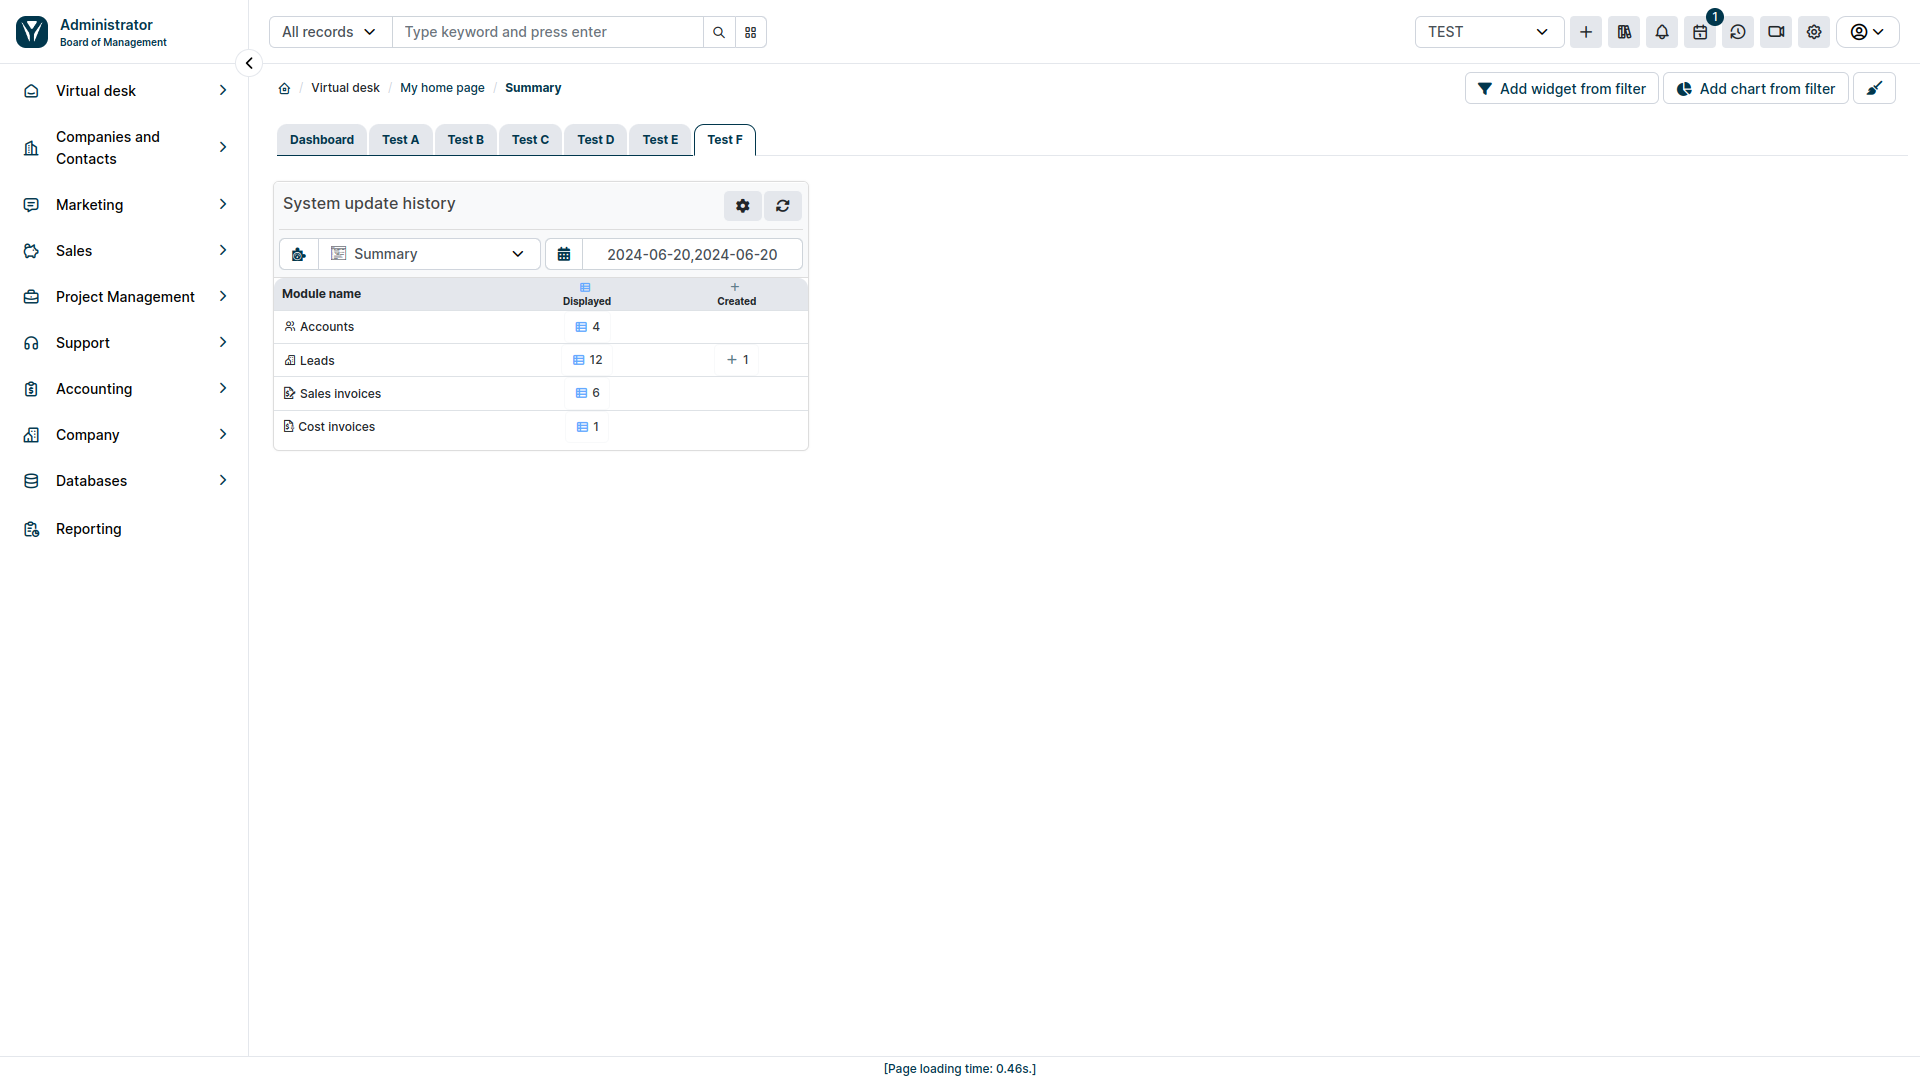 Administrator
Board of Management
All records
Type keyword and press enter
TEST
1
Virtual desk
Companies and
Contacts
Marketing
Sales
Project Management
Support
Accounting
Company
Databases
Reporting
/ Virtual desk / My home page / Summary
Add widget from filter
Add chart from filter
Dashboard
Test A
Test B
Test C
Test D
Test E
Test F
System update history
Summary
2024-06-20,2024-06-20
Module name
Displayed
Created
Accounts 4
Leads 12 + 1
Sales invoices 6
Cost invoices 1
[Page loading time: 0.46s.]